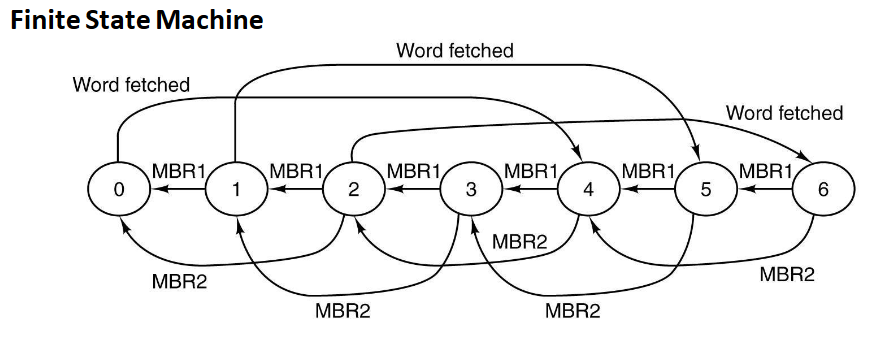 Finite State Machine
Word fetched
Word fetched
Word fetched
MBR1 MBR1 MBR1 MBR1 MBR1 MBR1
0 1 2 3 4 5 6
MBR2
MBR2
MBR2
MBR2 MBR2